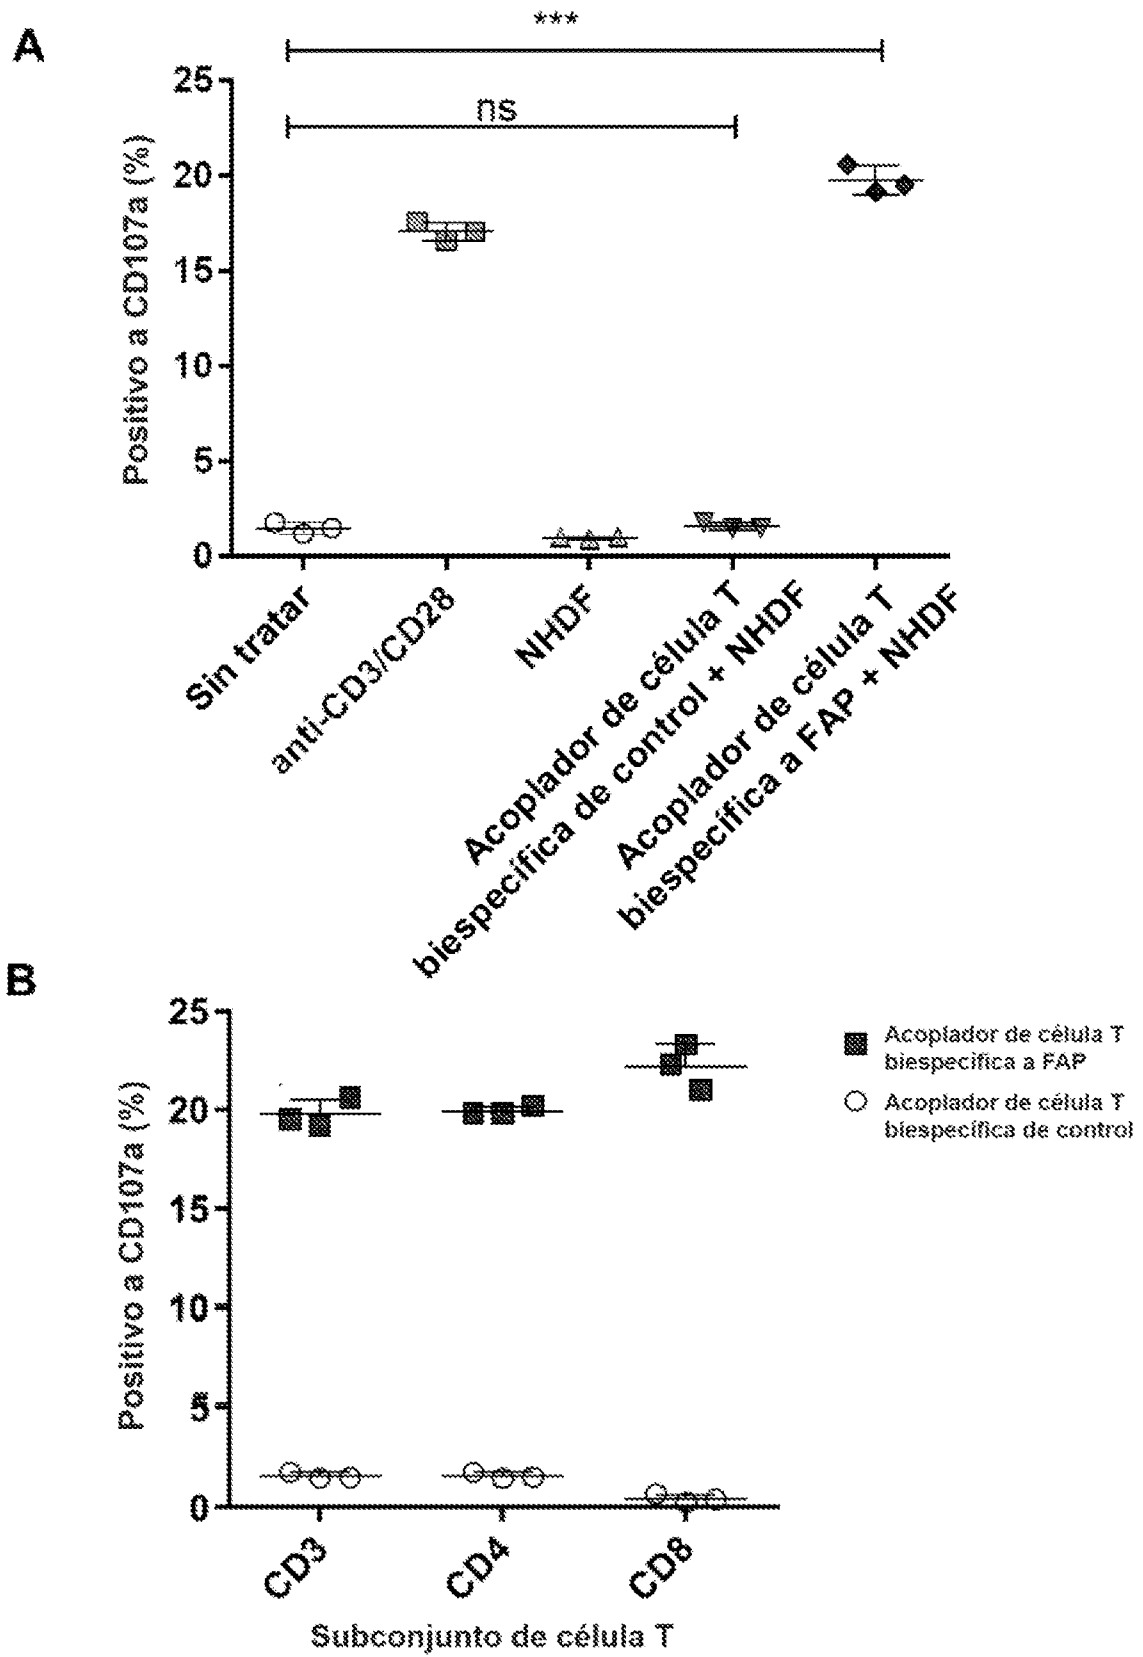 A
***
ns
Positivo a CD107a (%)
25
20
15
10
5
0
Sin tratar
anti-CD3/CD28
NHDF
Acoplador de célula T
biespecífica de control + NHDF
Acoplador de célula T
biespecífica a FAP + NHDF
B
Positivo a CD107a (%)
25
20
15
10
5
0
CD3
CD4
CD8
Subconjunto de célula T
Acoplador de célula T
biespecífica a FAP
Acoplador de célula T
biespecífica de control